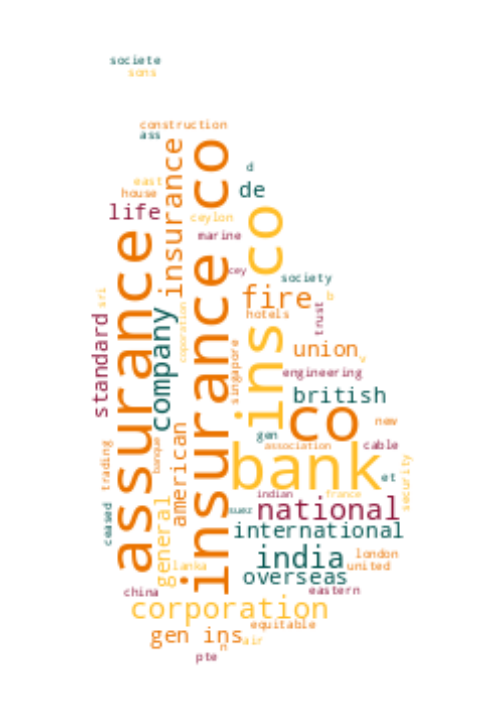 societe
sons
construction
ass
insurance
insurance co
d
east
de
house
life
ceylon
ins co
marine
assurance
cey
society
sri
fire
b
hotels
trust
company
coporation
standard
singapore
union
v
engineering
british
co
new
american
gen
association
cable
trading
banque
bank
et
security
general
indian
france
national
ceased
suez
international
india
london
lanka
united
overseas
china
eastern
corporation
equitable
gen ins
air
n
pte